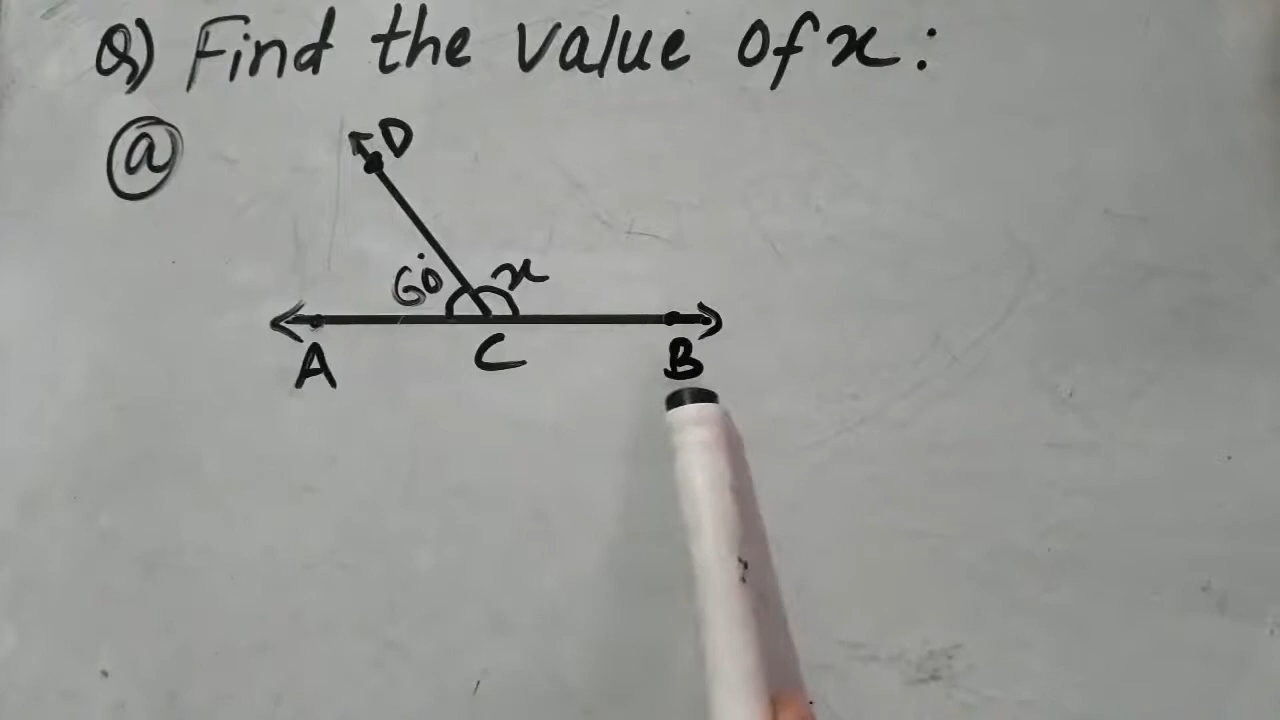 Q) Find the value of x:
ⓐ
D
60° x
A C B